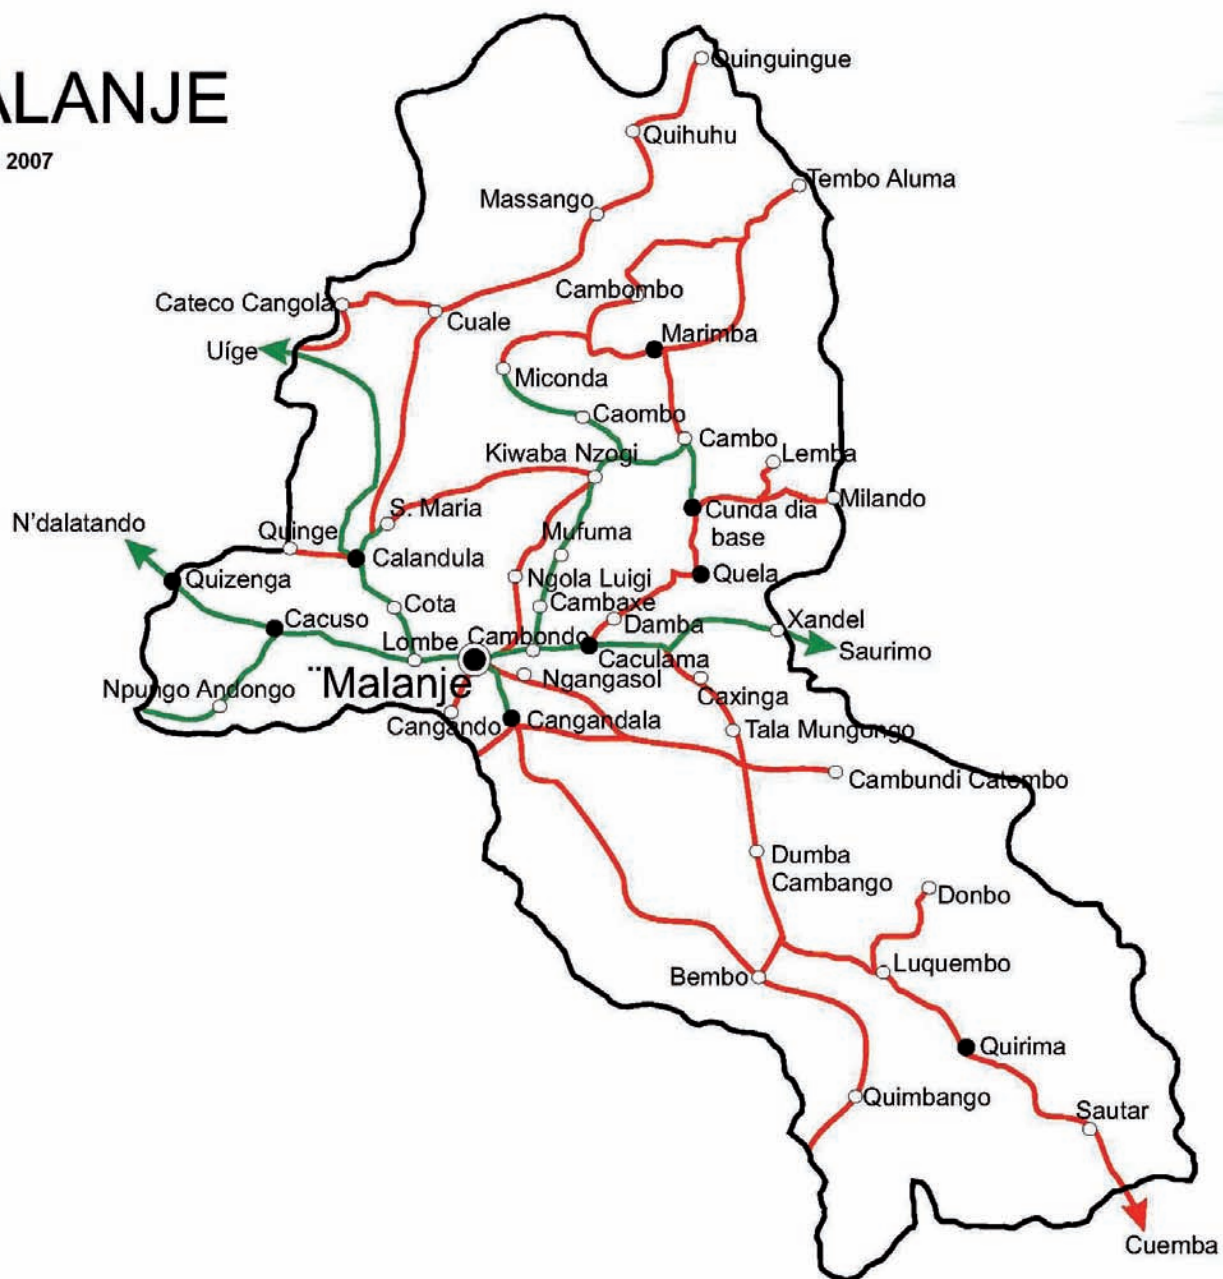 ALANJE
2007
Quinguingue
Quihuhu
Tembo Aluma
Massango
Cambombo
Cateco Cangola
Cuale
Marimba
Uíge
Miconda
Caombo
Cambo
Kiwaba Nzogi
Lemba
Milando
S. Maria
Cunda dia
base
N'dalatando
Quinge
Mufuma
Calandula
Quela
Quizenga
Ngola Luigi
Cota
Cambaxe
Cacuso
Damba
Xandel
Lombe
Cambondo
Caculama
Saurimo
¨Malanje
Ngangasol
Npungo Andongo
Caxinga
Cangando
Cangandala
Tala Mungongo
Cambundi Catembo
Dumba
Cambango
Donbo
Luquembo
Bembo
Quirima
Quimbango
Sautar
Cuemba